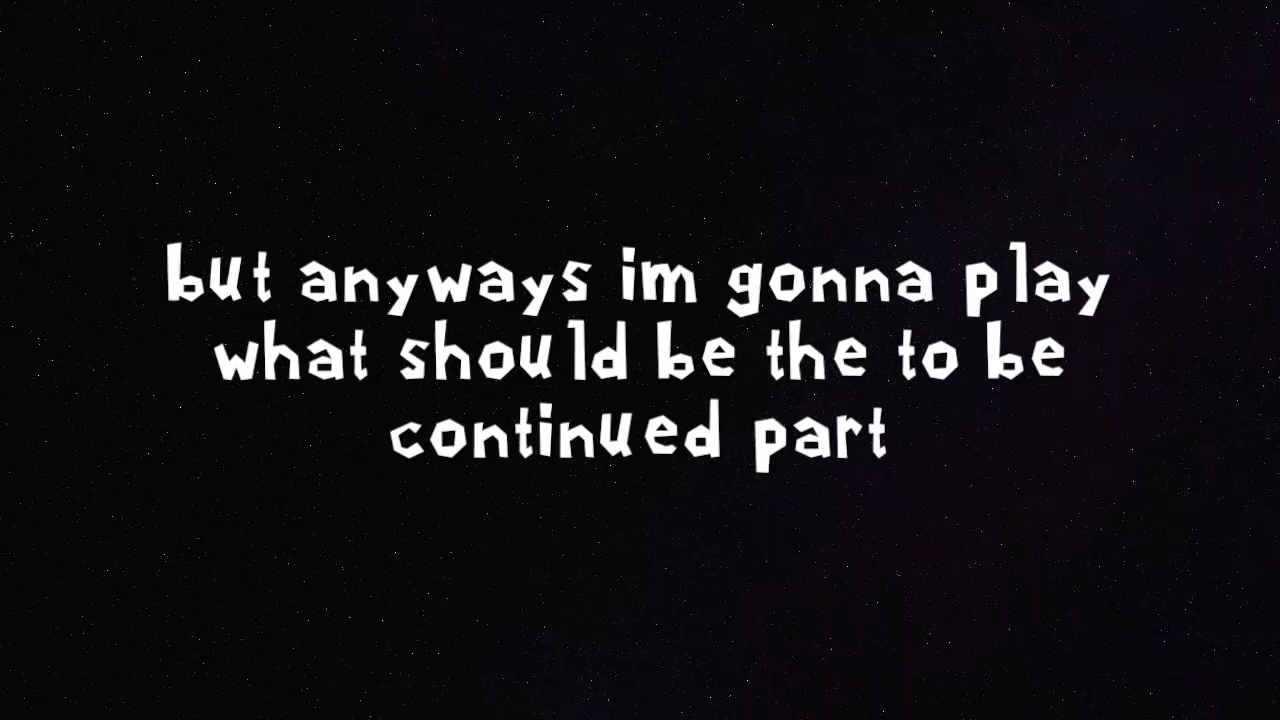 but anyways im gonna play
what should be the to be
continued part